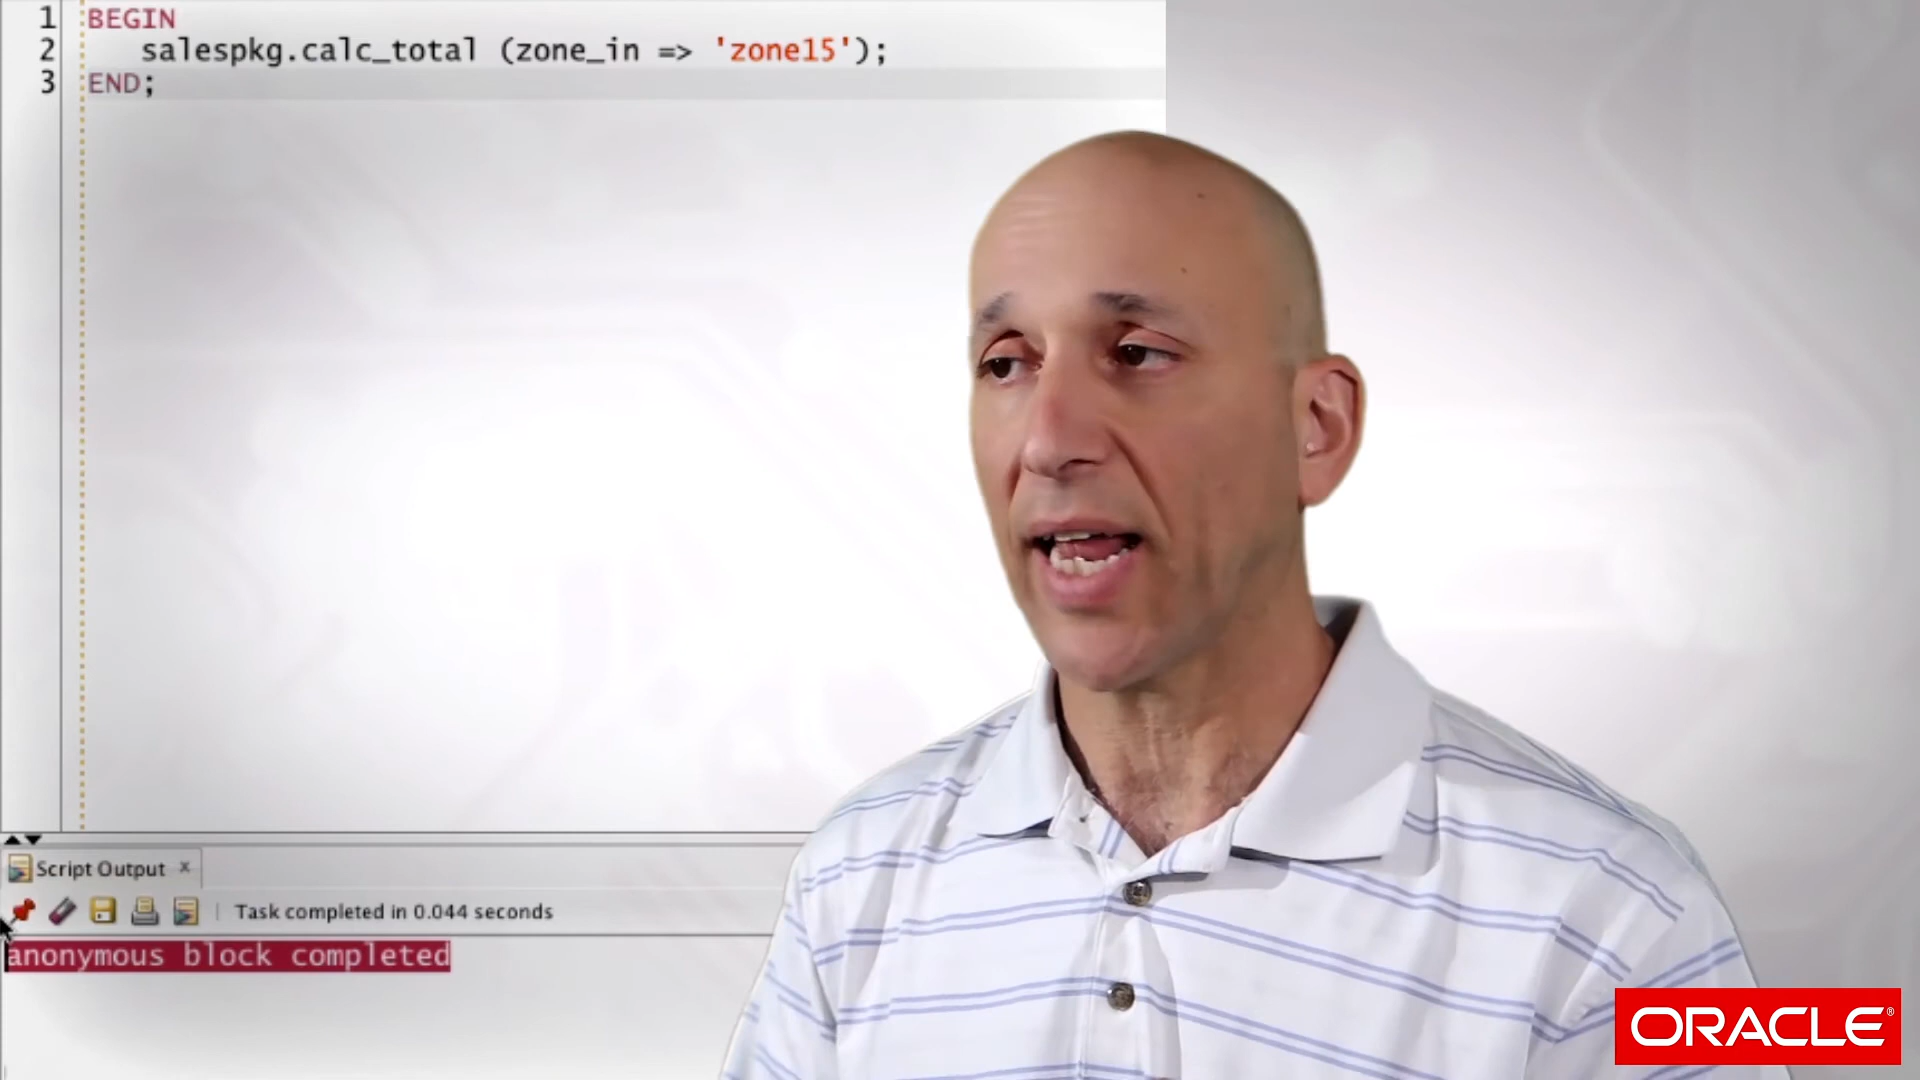 1 BEGIN
2 salespkg.calc_total (zone_in => 'zone15');
3 END;
Script Output x
Task completed in 0.044 seconds
anonymous block completed
ORACLE®